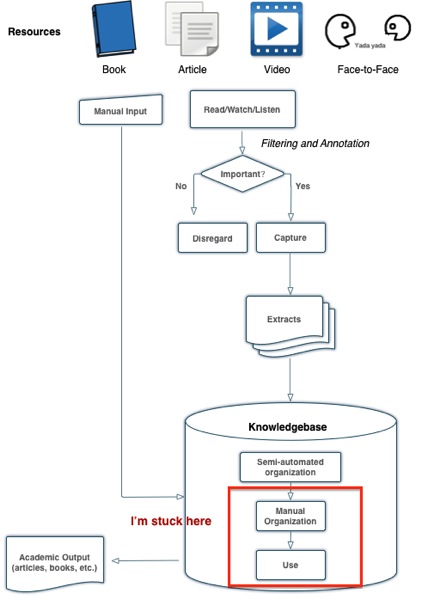 Resources
Book
Article
Video
Yada yada
Face-to-Face
Manual Input
Read/Watch/Listen
Filtering and Annotation
Important?
No
Yes
Disregard
Capture
Extracts
Knowledgebase
Semi-automated
organization
I'm stuck here
Manual
Organization
Use
Academic Output
(articles, books, etc.)